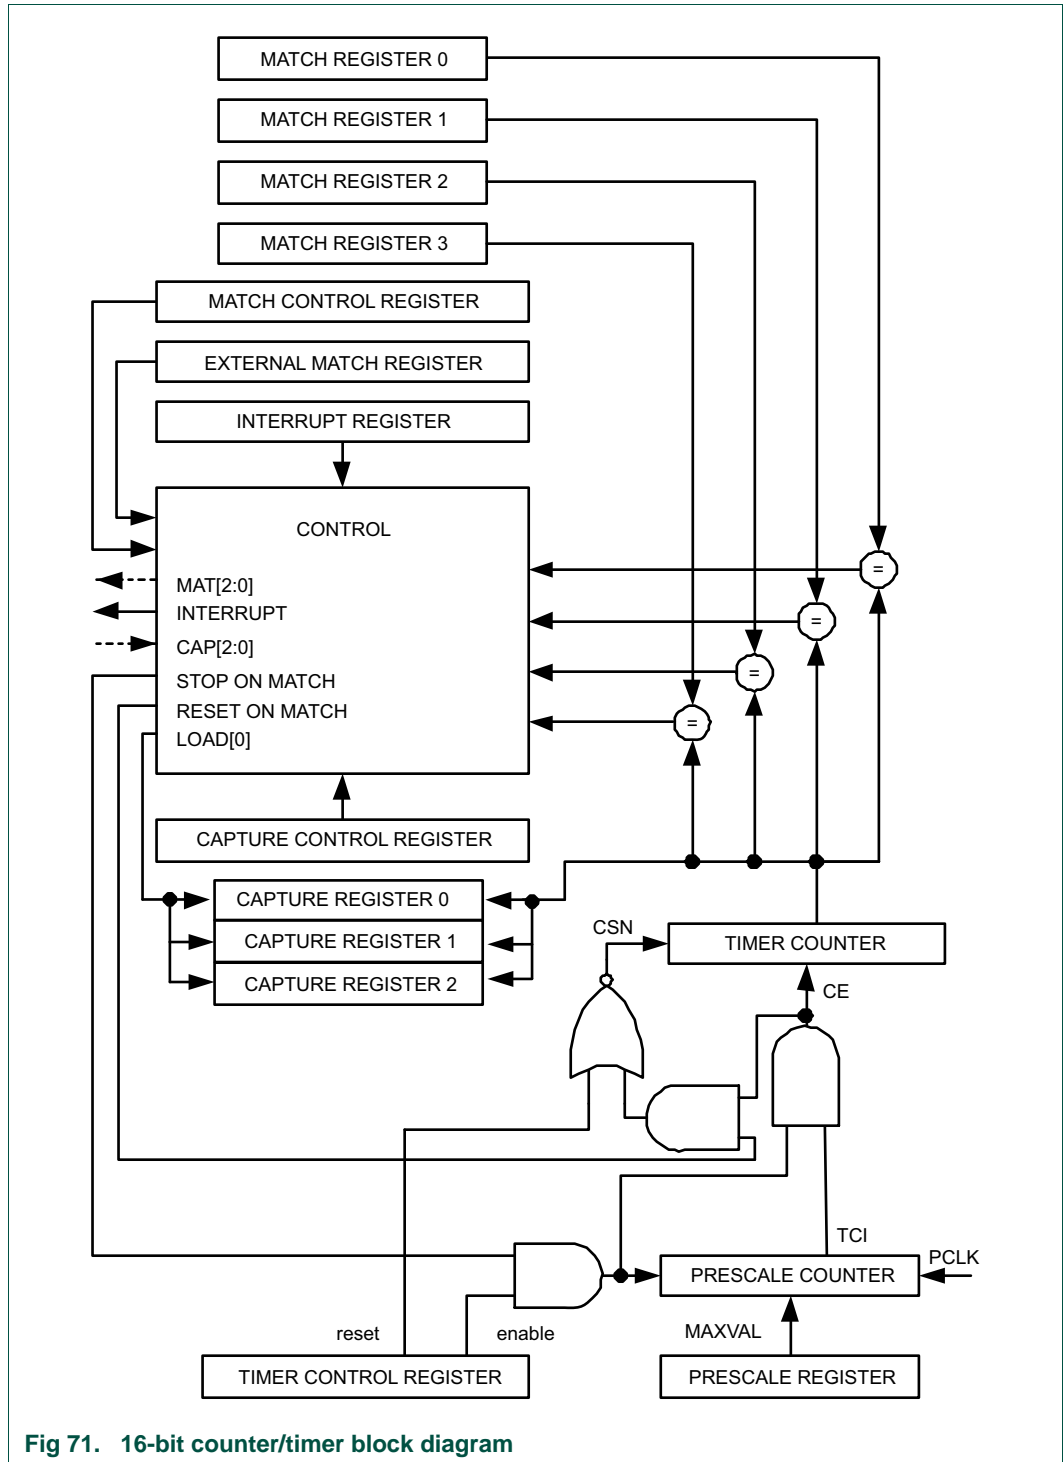 MATCH REGISTER 0
MATCH REGISTER 1
MATCH REGISTER 2
MATCH REGISTER 3
MATCH CONTROL REGISTER
EXTERNAL MATCH REGISTER
INTERRUPT REGISTER
CONTROL
MAT[2:0]
INTERRUPT
CAP[2:0]
STOP ON MATCH
RESET ON MATCH
LOAD[0]
=
=
=
=
CAPTURE CONTROL REGISTER
CAPTURE REGISTER 0
CAPTURE REGISTER 1
CAPTURE REGISTER 2
CSN
TIMER COUNTER
CE
TCI
PCLK
PRESCALE COUNTER
reset
enable
MAXVAL
TIMER CONTROL REGISTER
PRESCALE REGISTER
Fig 71. 16-bit counter/timer block diagram